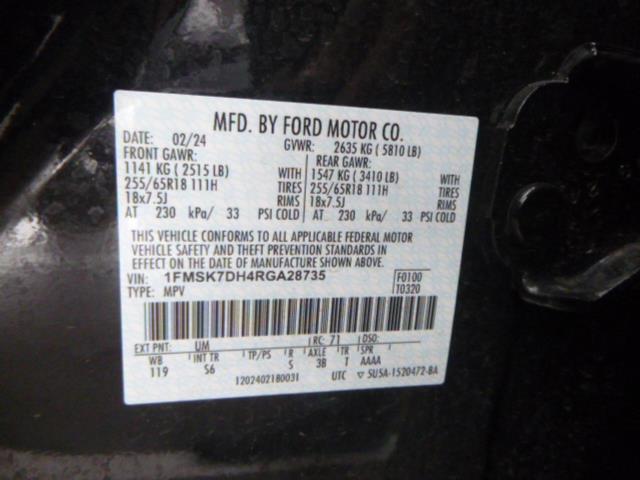 MFD. BY FORD MOTOR CO.
DATE: 02/24 GVWR: 2635 KG ( 5810 LB)
FRONT GAWR: REAR GAWR:
1141 KG ( 2515 LB) WITH 1547 KG ( 3410 LB) WITH
255/65R18 111H TIRES 255/65R18 111H TIRES
18x7.5J RIMS 18x7.5J RIMS
AT 230 kPa/ 33 PSI COLD AT 230 kPa/ 33 PSI COLD
THIS VEHICLE CONFORMS TO ALL APPLICABLE FEDERAL MOTOR
VEHICLE SAFETY AND THEFT PREVENTION STANDARDS IN
EFFECT ON THE DATE OF MANUFACTURE SHOWN ABOVE.
VIN: 1FMSK7DH4RGA28735 F0100
TYPE: MPV T0320
EXT PNT: UM RC: 71 DSO:
WB INT TR TP/PS R AXLE TR SPR
119 S6 S 3B T AAAA
1202402180031 UTC ▽ SU5A-1520472-BA